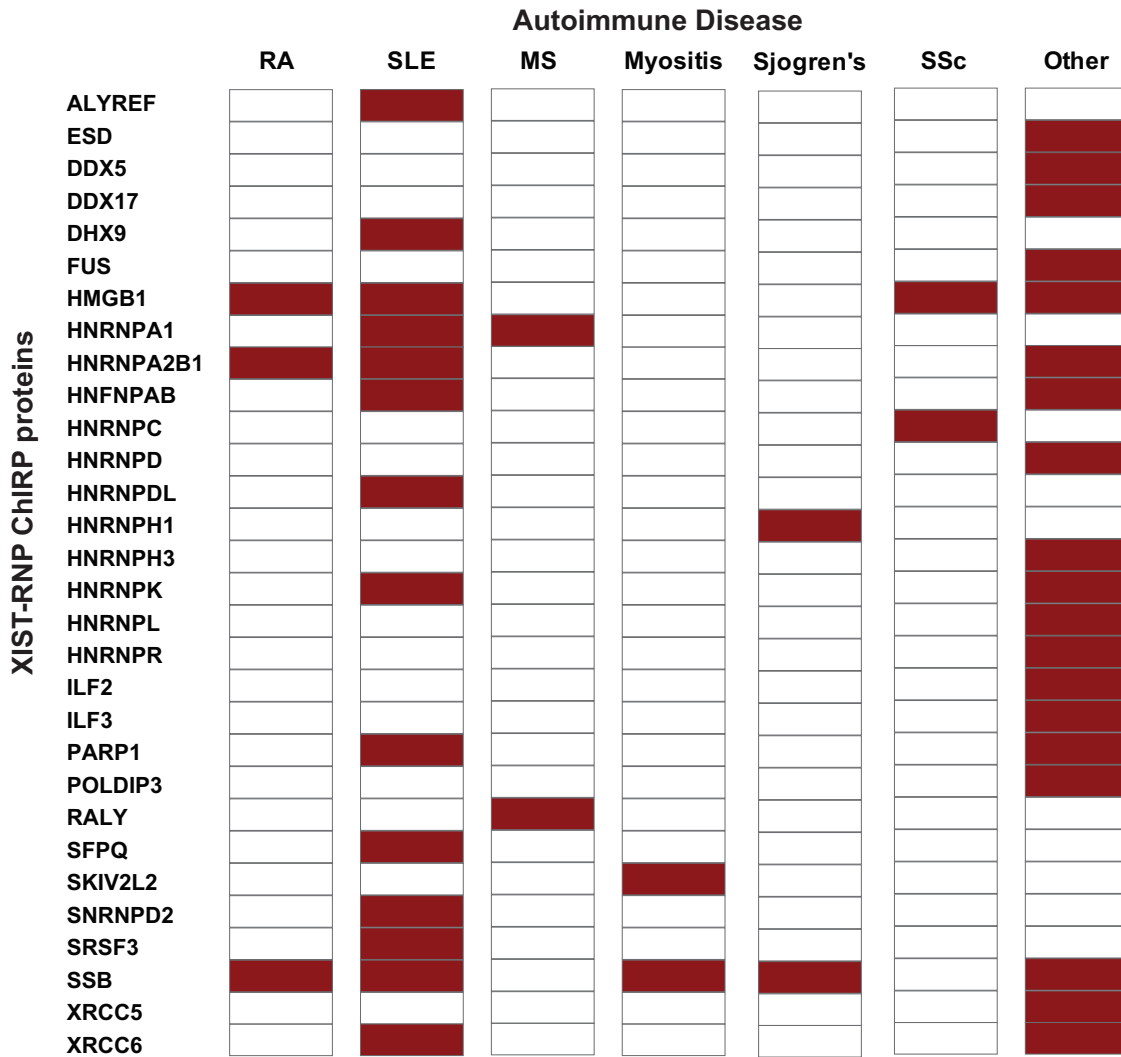 Autoimmune Disease
RA SLE MS Myositis Sjogren's SSc Other
XIST-RNP ChIRP proteins
ALYREF
ESD
DDX5
DDX17
DHX9
FUS
HMGB1
HNRNPA1
HNRNPA2B1
HNFNPAB
HNRNPC
HNRNPD
HNRNPDL
HNRNPH1
HNRNPH3
HNRNPK
HNRNPL
HNRNPR
ILF2
ILF3
PARP1
POLDIP3
RALY
SFPQ
SKIV2L2
SNRNPD2
SRSF3
SSB
XRCC5
XRCC6